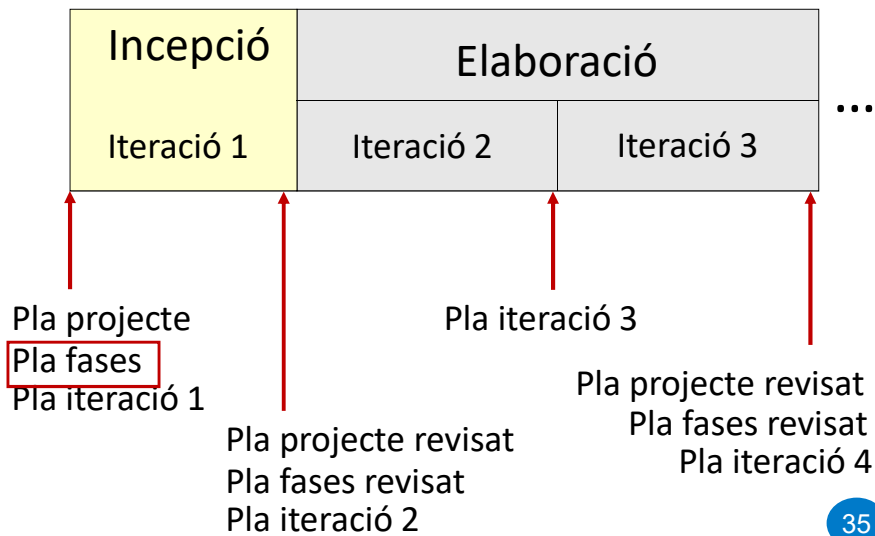 Incepció
Elaboració
...
Iteració 1
Iteració 2
Iteració 3
Pla projecte
Pla fases
Pla iteració 1
Pla projecte revisat
Pla fases revisat
Pla iteració 2
Pla iteració 3
Pla projecte revisat
Pla fases revisat
Pla iteració 4
35